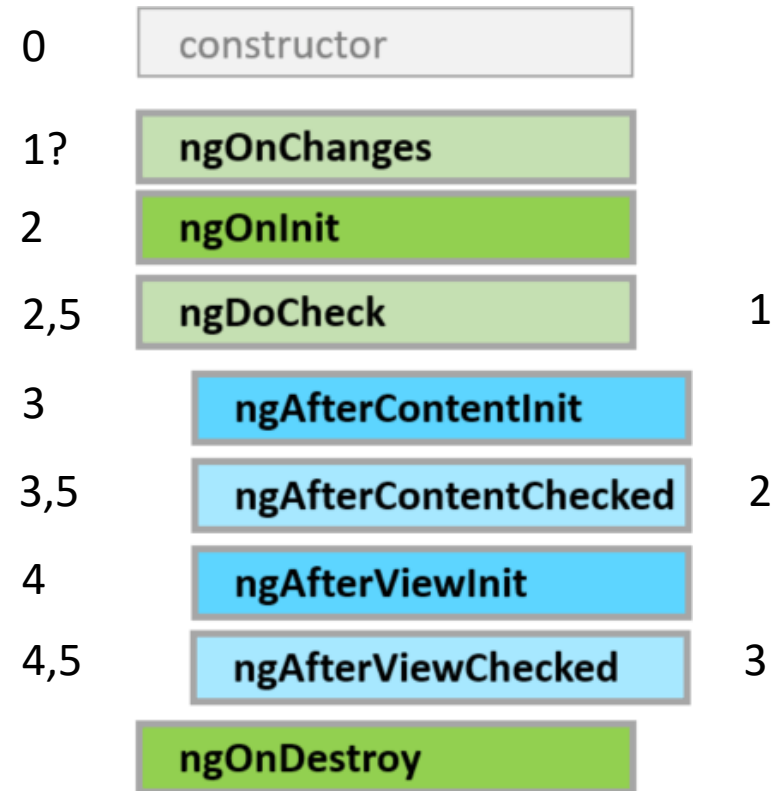 0 constructor
1? ngOnChanges
2 ngOnInit
2,5 ngDoCheck 1
3 ngAfterContentInit
3,5 ngAfterContentChecked 2
4 ngAfterViewInit
4,5 ngAfterViewChecked 3
ngOnDestroy